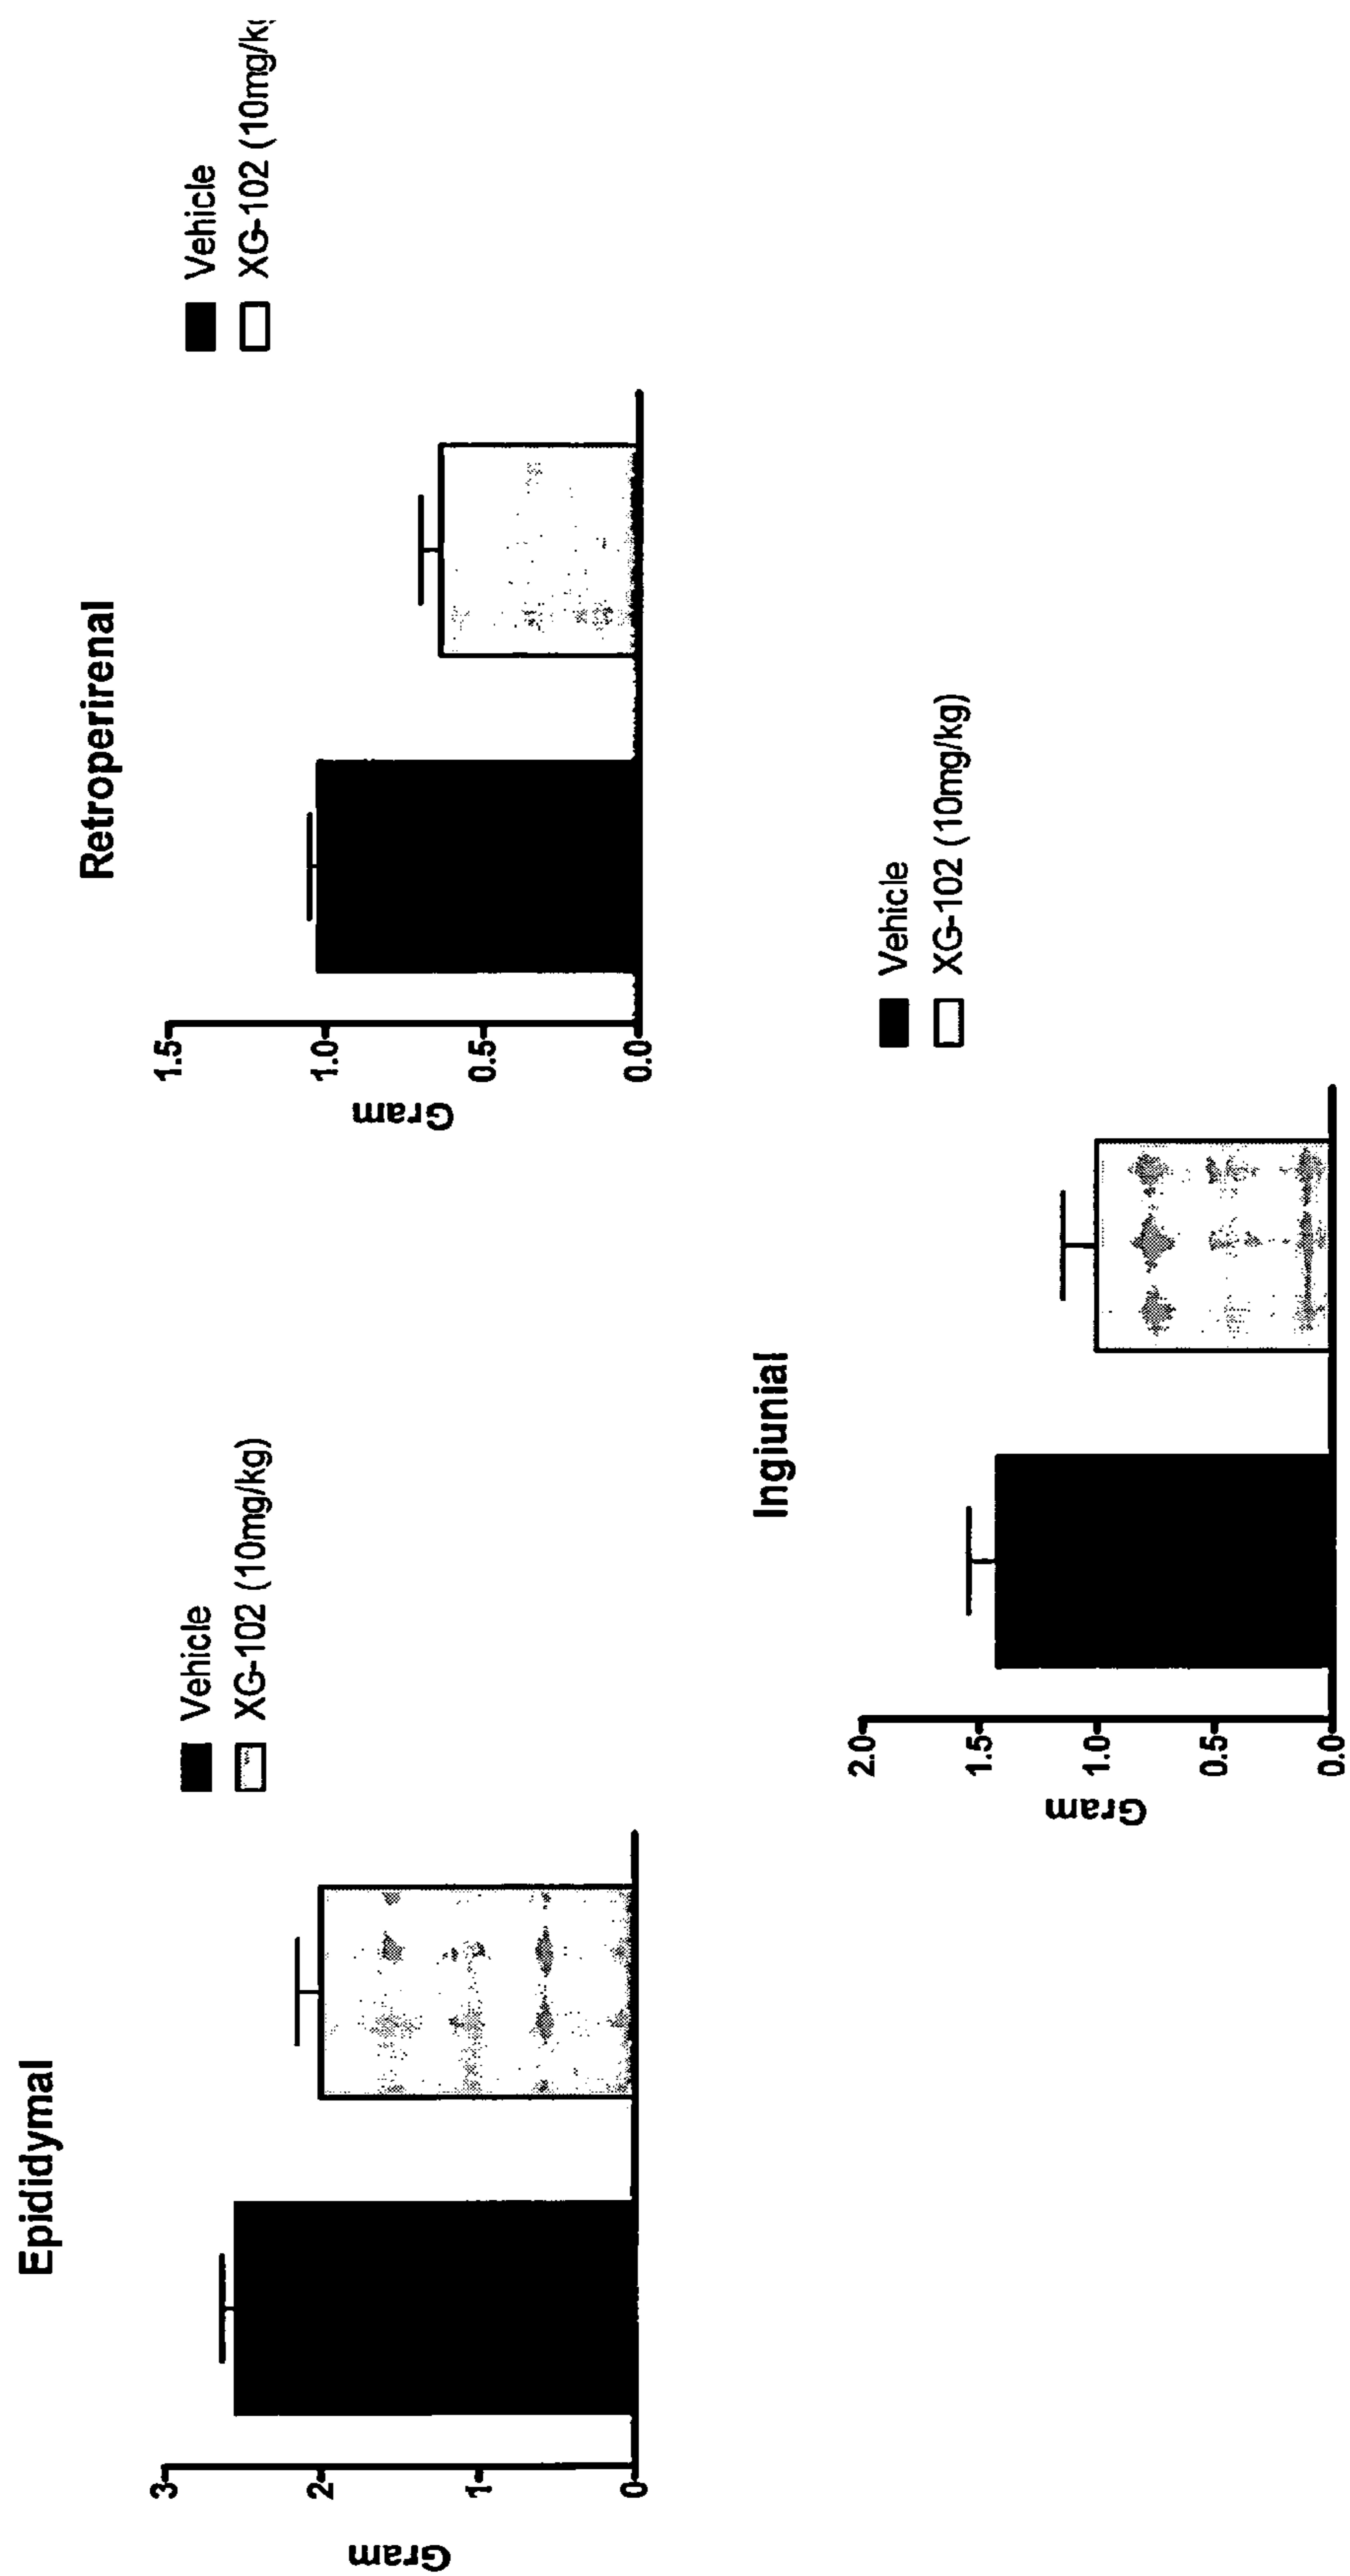 Epididymal
Vehicle
XG-102 (10mg/kg)
Gram
3
2
1
0
Retroperirenal
Vehicle
XG-102 (10mg/kg
Gram
1.5
1.0
0.5
0.0
Ingiunial
Vehicle
XG-102 (10mg/kg)
Gram
2.0
1.5
1.0
0.5
0.0